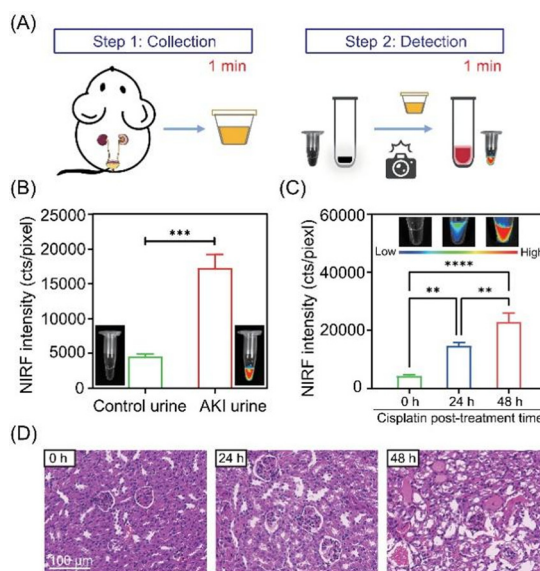 (A)
Step 1: Collection
1 min
Step 2: Detection
1 min
(B)
NIRF intensity (cts/pixel)
25000
20000
15000
10000
5000
0
***
Control urine
AKI urine
(C)
NIRF intensity (cts/piexl)
60000
40000
20000
0
Low
High
****
**
**
0 h
24 h
48 h
Cisplatin post-treatment time
(D)
0 h
100 μm
24 h
48 h